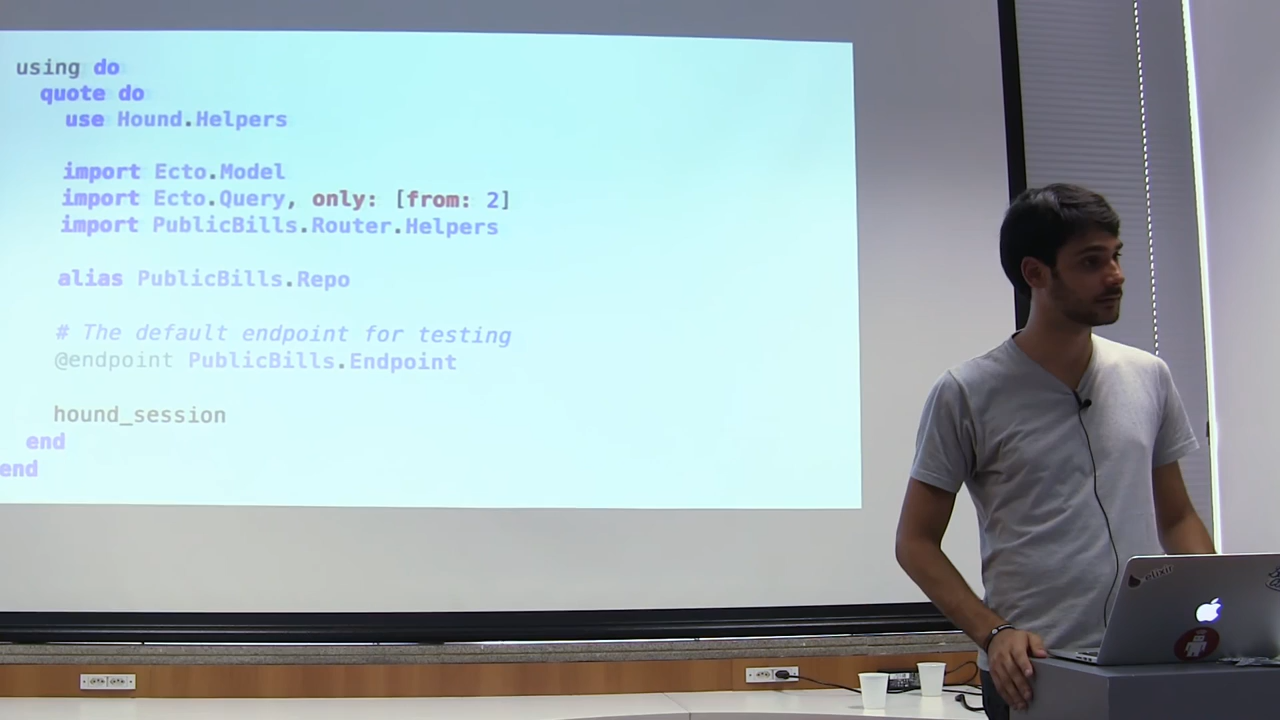 using do
quote do
use Hound.Helpers
import Ecto.Model
import Ecto.Query, only: [from: 2]
import PublicBills.Router.Helpers
alias PublicBills.Repo
# The default endpoint for testing
@endpoint PublicBills.Endpoint
hound_session
end
end
elixir